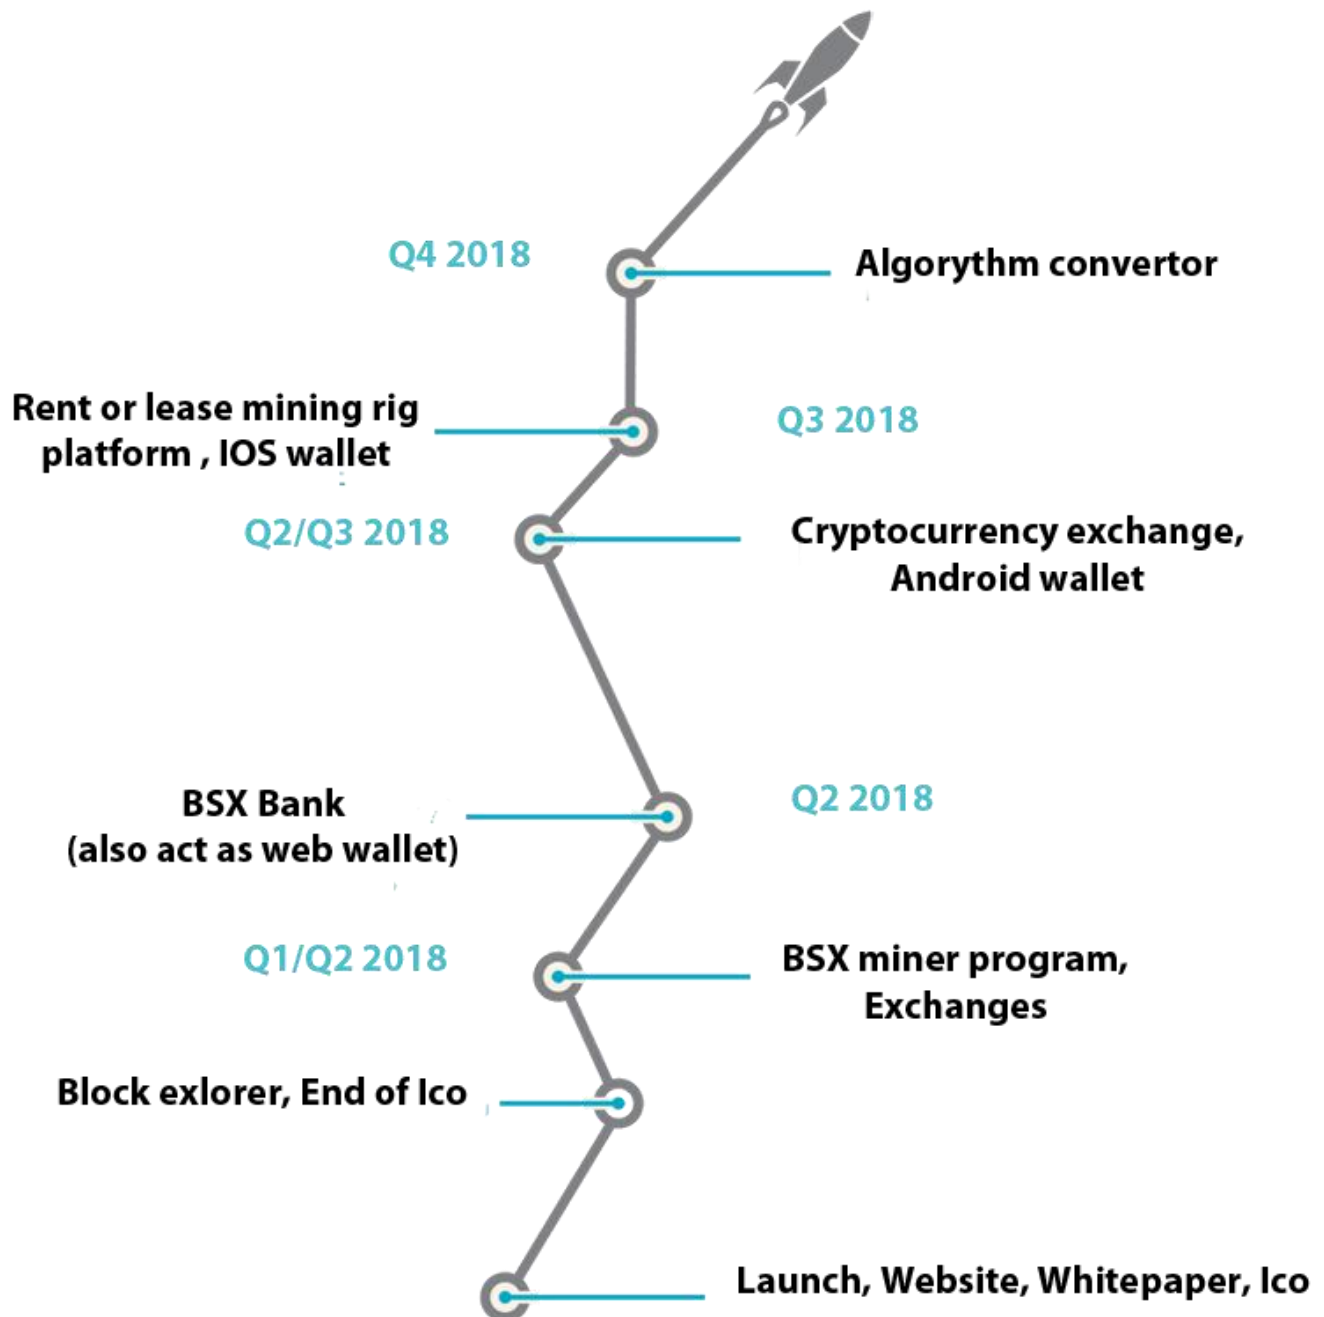 Q4 2018
Algorythm convertor
Rent or lease mining rig
platform , IOS wallet
Q3 2018
Q2/Q3 2018
Cryptocurrency exchange,
Android wallet
BSX Bank
(also act as web wallet)
Q2 2018
Q1/Q2 2018
BSX miner program,
Exchanges
Block exlorer, End of Ico
Launch, Website, Whitepaper, Ico